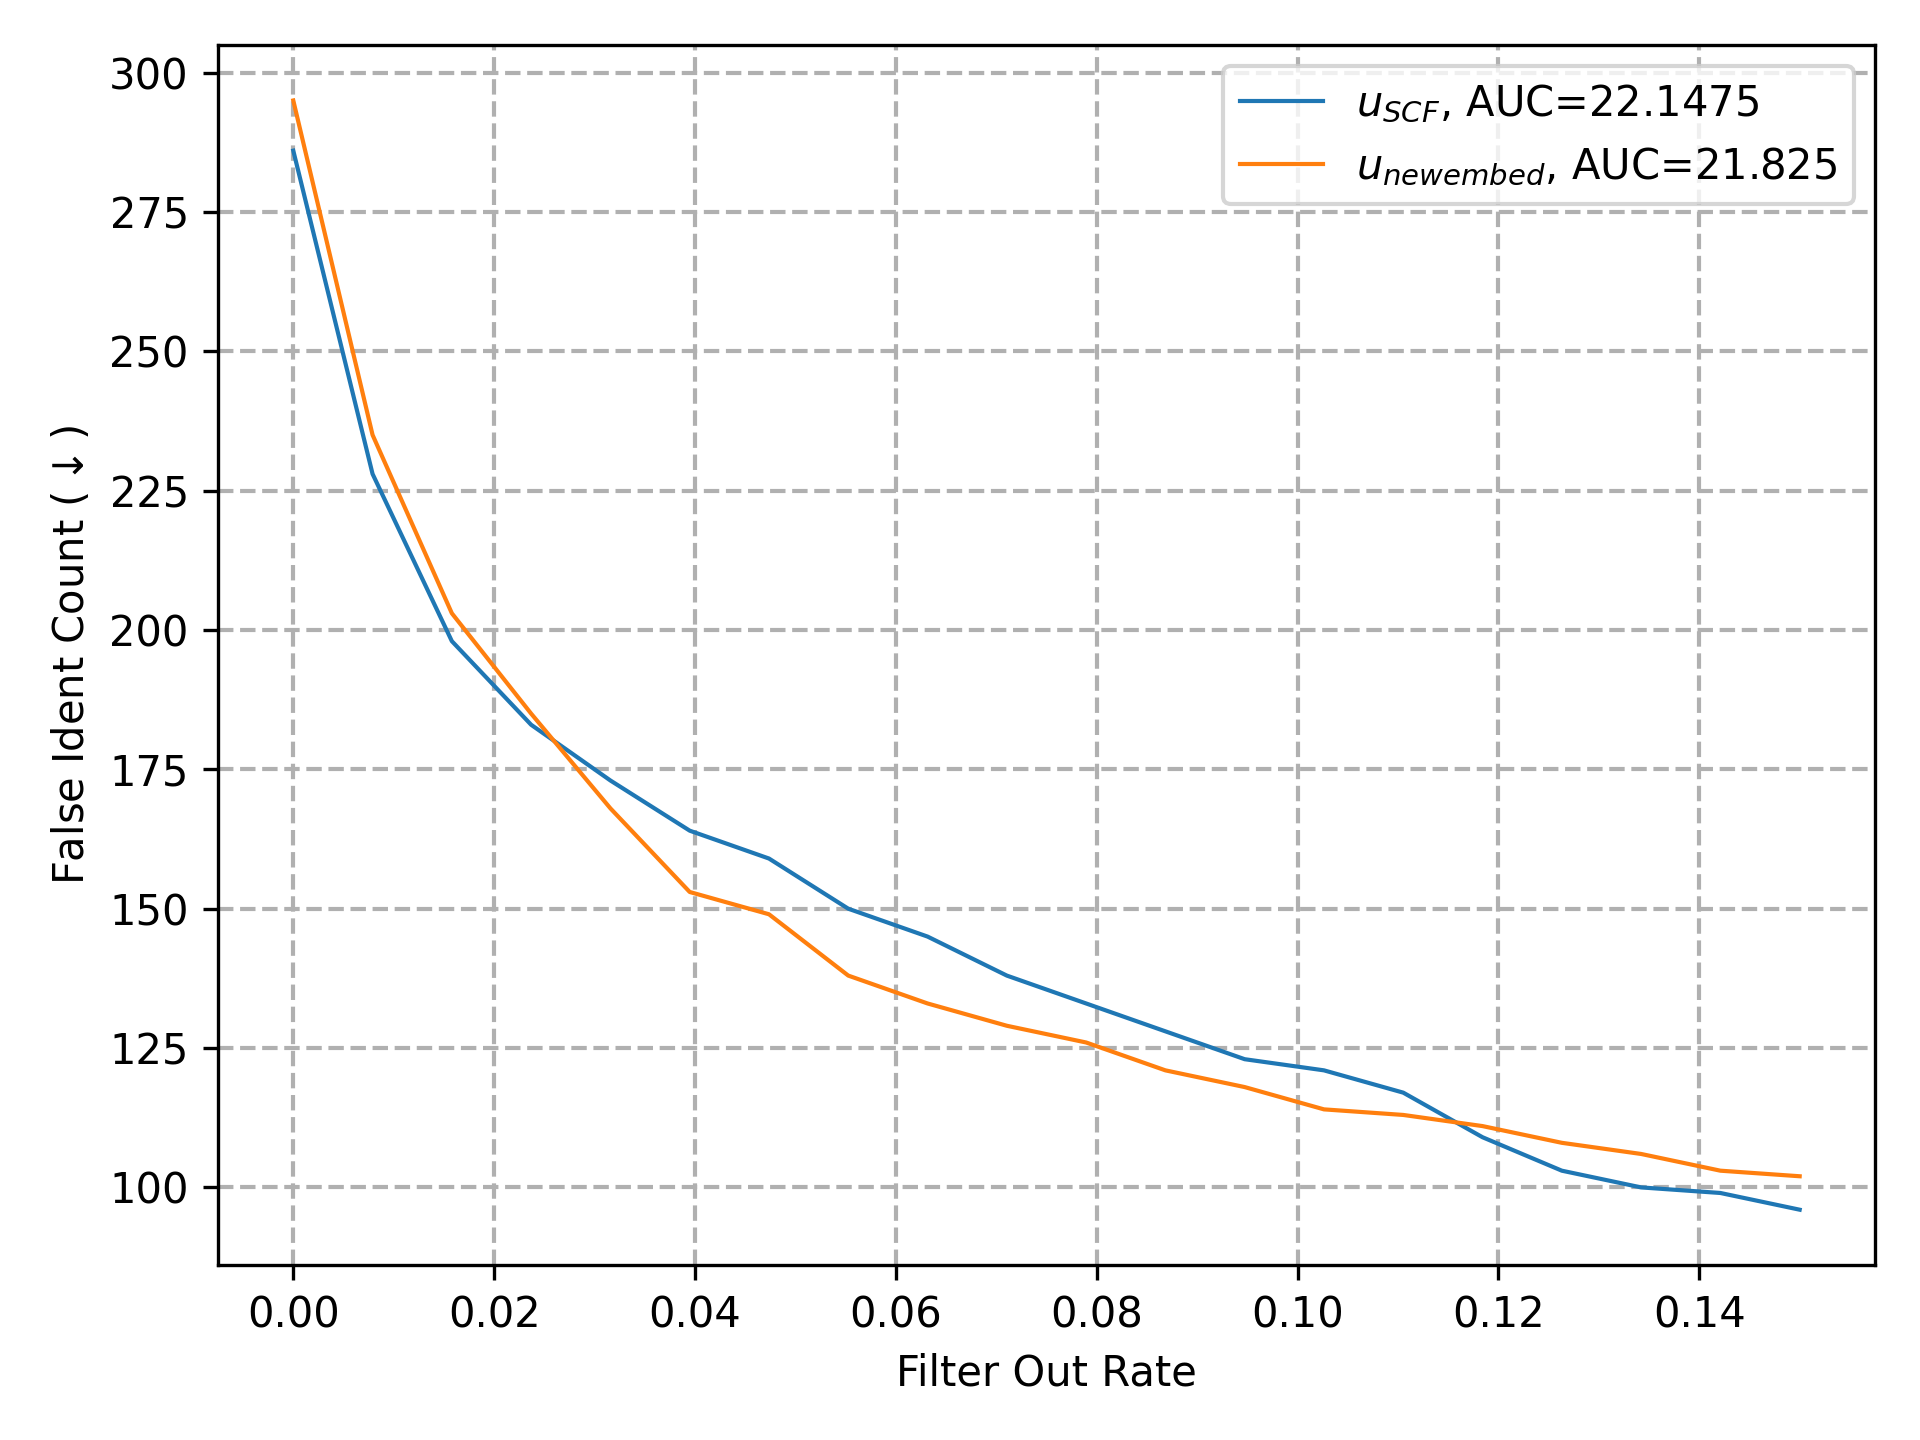 300
275
250
225
200
175
150
125
100
False Ident Count (↓)
u_SCF, AUC=22.1475
u_newembed, AUC=21.825
0.00 0.02 0.04 0.06 0.08 0.10 0.12 0.14
Filter Out Rate